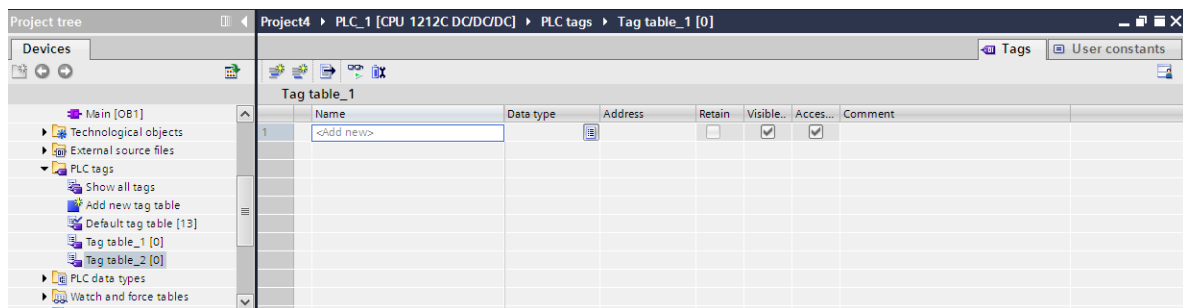 Project tree
Project4 ▸ PLC_1 [CPU 1212C DC/DC/DC] ▸ PLC tags ▸ Tag table_1 [0]
Devices
Tags
User constants
Tag table_1
Main [OB1]
Technological objects
External source files
PLC tags
Show all tags
Add new tag table
Default tag table [13]
Tag table_1 [0]
Tag table_2 [0]
PLC data types
Watch and force tables
Name Data type Address Retain Visible.. Acces... Comment
1 <Add new>